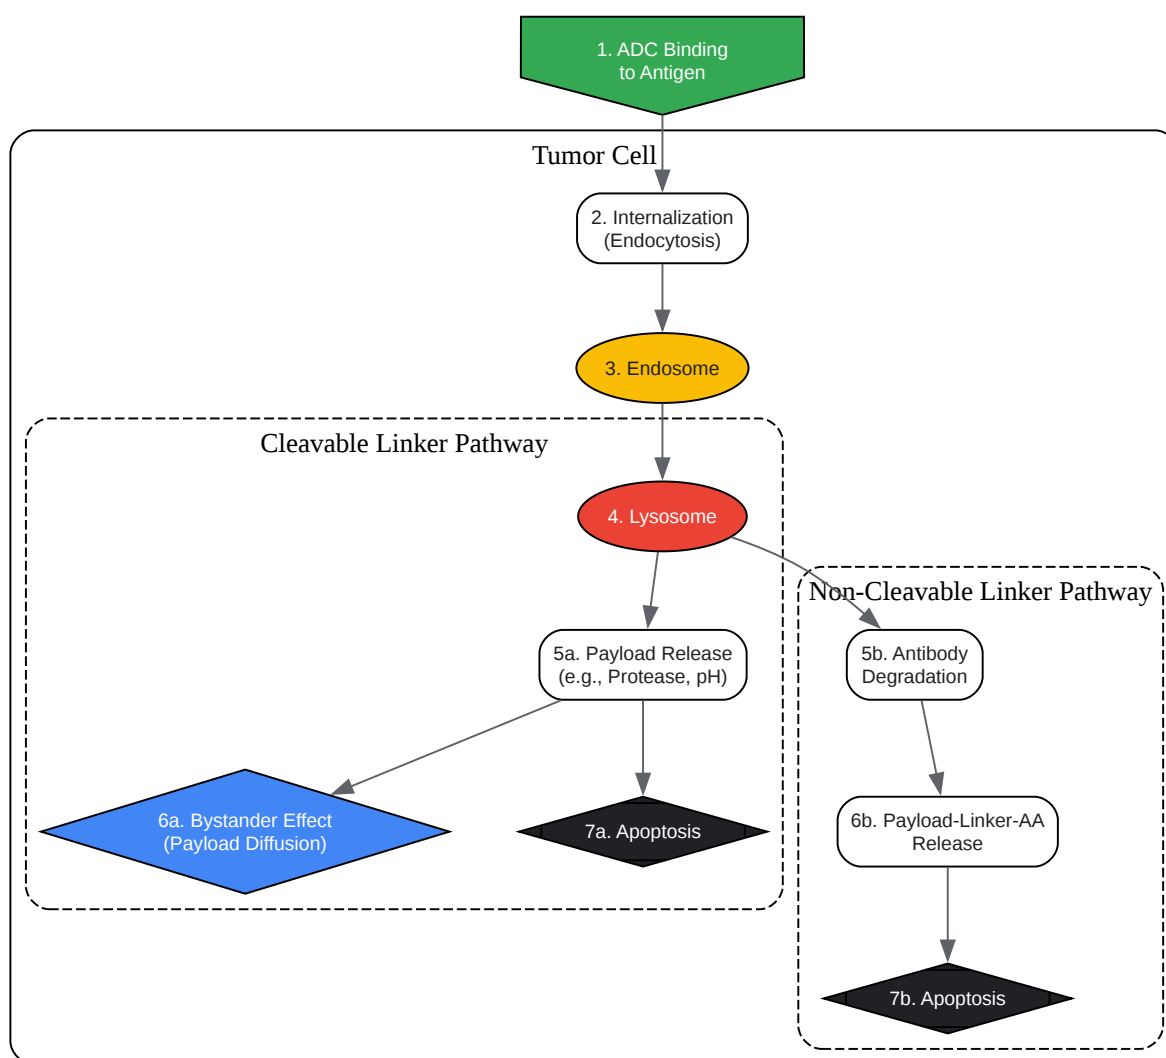 1. ADC Binding
to Antigen
Tumor Cell
2. Internalization
(Endocytosis)
3. Endosome
Cleavable Linker Pathway
4. Lysosome
Non-Cleavable Linker Pathway
5a. Payload Release
(e.g., Protease, pH)
5b. Antibody
Degradation
6a. Bystander Effect
(Payload Diffusion)
7a. Apoptosis
6b. Payload-Linker-AA
Release
7b. Apoptosis